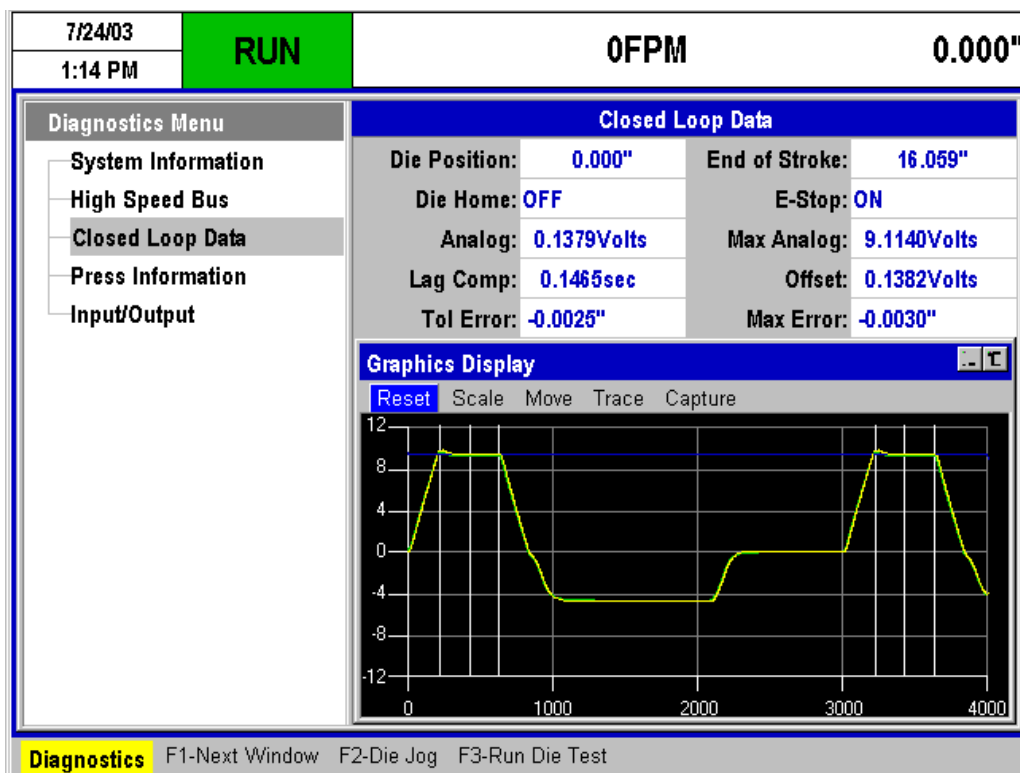 7/24/03
1:14 PM
RUN
0FPM
0.000"
Diagnostics Menu
System Information
High Speed Bus
Closed Loop Data
Press Information
Input/Output
Closed Loop Data
Die Position: 0.000" End of Stroke: 16.059"
Die Home: OFF E-Stop: ON
Analog: 0.1379Volts Max Analog: 9.1140Volts
Lag Comp: 0.1465sec Offset: 0.1382Volts
Tol Error: -0.0025" Max Error: -0.0030"
Graphics Display
Reset Scale Move Trace Capture
12
8
4
0
-4
-8
-12
0 1000 2000 3000 4000
Diagnostics F1-Next Window F2-Die Jog F3-Run Die Test